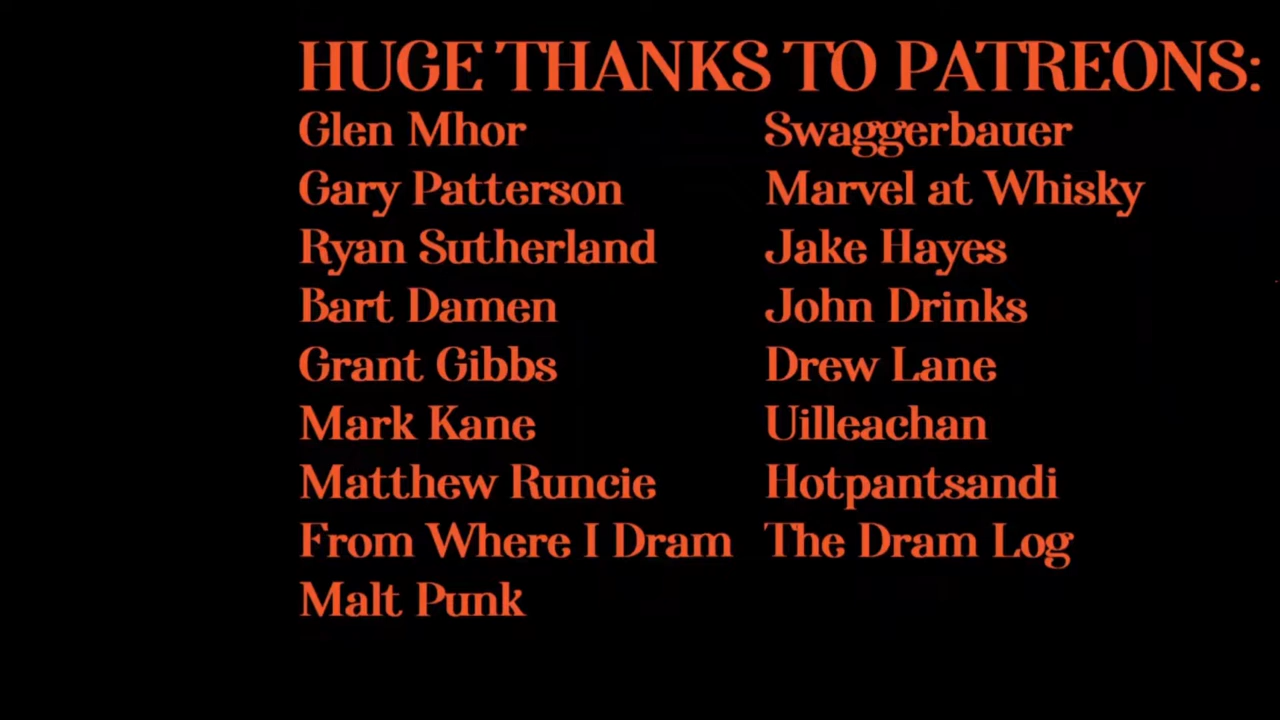 HUGE THANKS TO PATREONS:
Glen Mhor
Gary Patterson
Ryan Sutherland
Bart Damen
Grant Gibbs
Mark Kane
Matthew Runcie
From Where I Dram
Malt Punk
Swaggerbauer
Marvel at Whisky
Jake Hayes
John Drinks
Drew Lane
Uilleachan
Hotpantsandi
The Dram Log